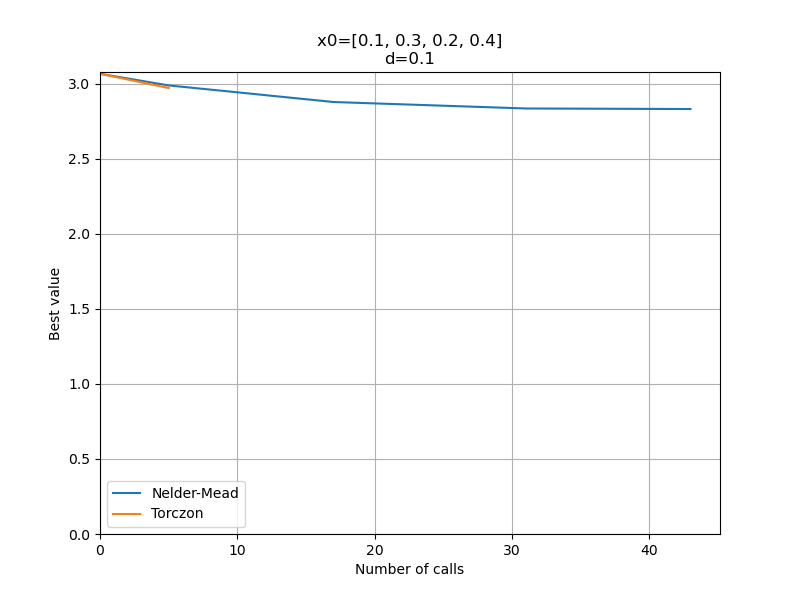 x0=[0.1, 0.3, 0.2, 0.4]
d=0.1
3.0
2.5
2.0
1.5
1.0
0.5
0.0
Best value
Nelder-Mead
Torczon
0 10 20 30 40
Number of calls